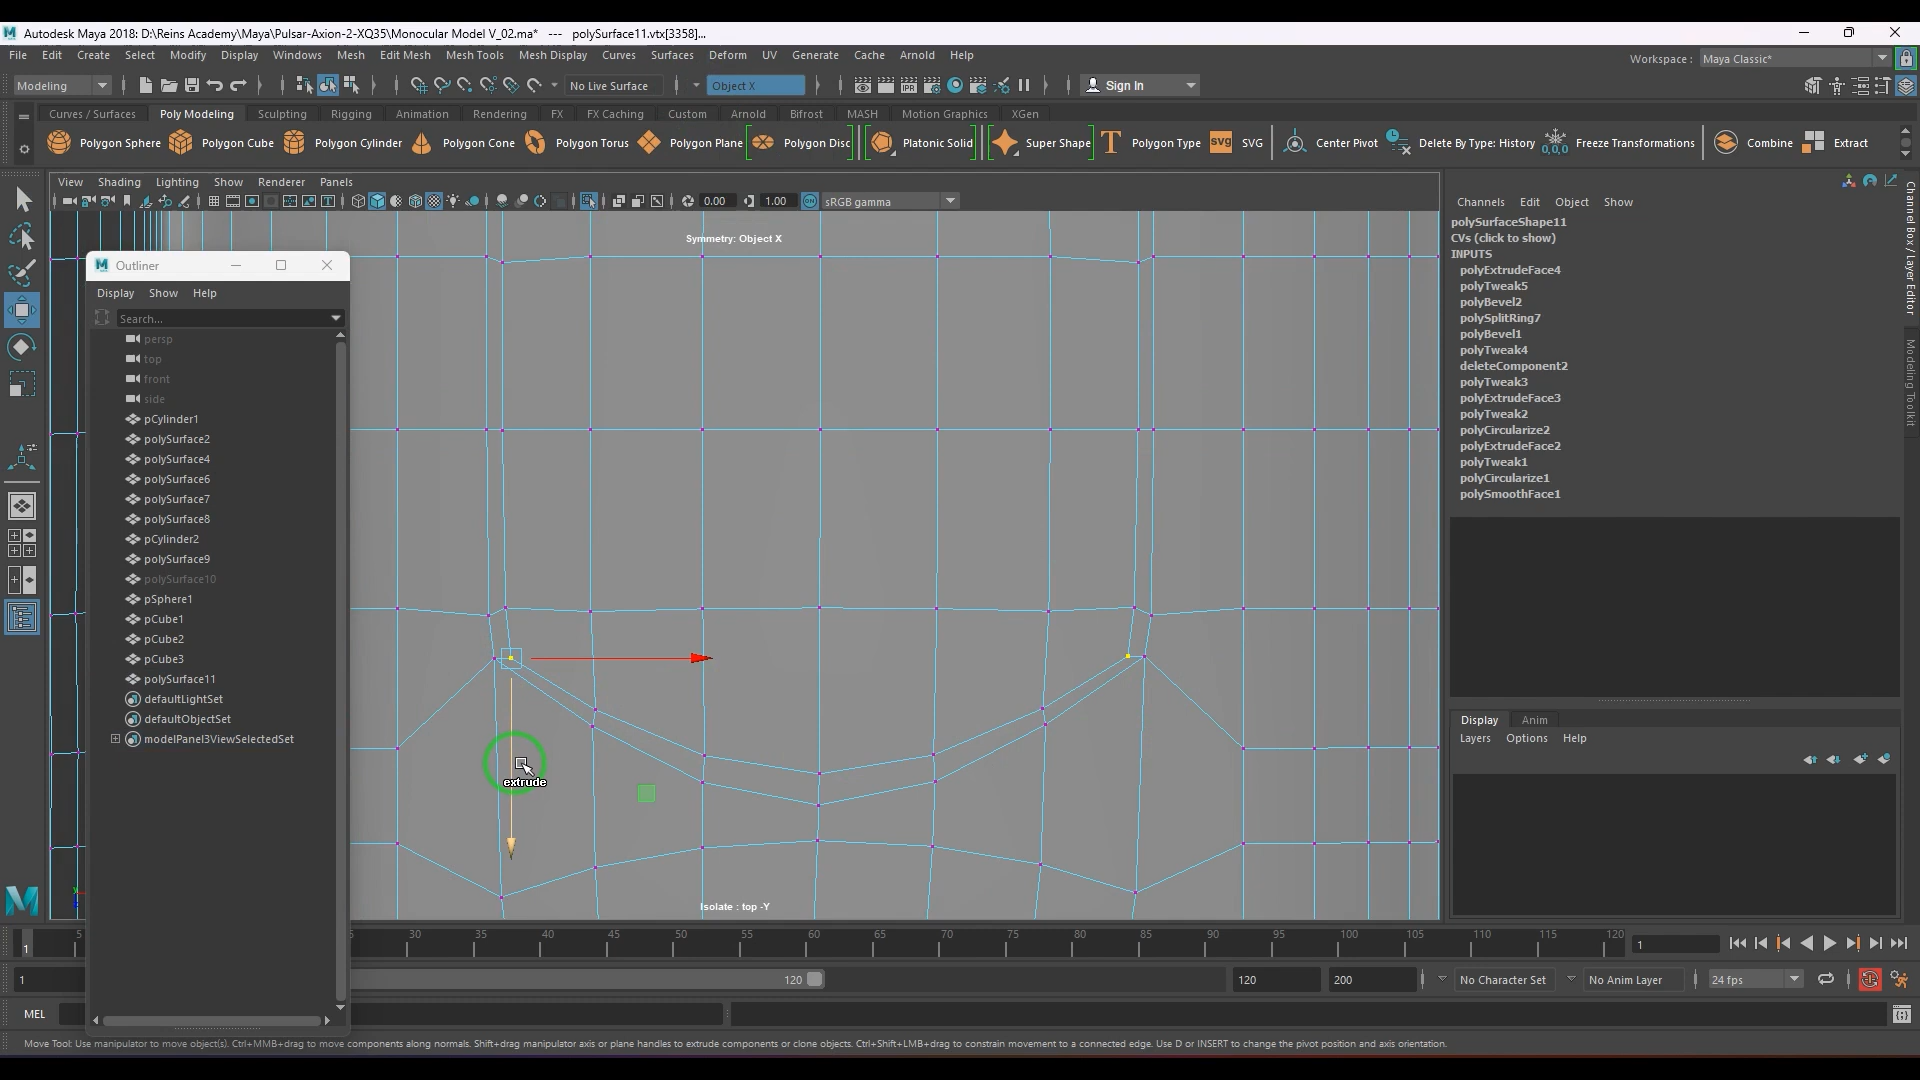 Autodesk Maya 2018: D:\Reins Academy\Maya\Pulsar-Axion-2-XQ35\Monocular Model V_02.ma*   ---   polySurface11.vtx[3358]...
File Edit Create Select Modify Display Windows Mesh Edit Mesh Mesh Tools Mesh Display Curves Surfaces Deform UV Generate Cache Arnold Help
Workspace : Maya Classic*
Modeling No Live Surface Object X Sign In
Curves / Surfaces Poly Modeling Sculpting Rigging Animation Rendering FX FX Caching Custom Arnold Bifrost MASH Motion Graphics XGen
Polygon Sphere Polygon Cube Polygon Cylinder Polygon Cone Polygon Torus Polygon Plane Polygon Disc Platonic Solid Super Shape Polygon Type SVG SVG Center Pivot Delete By Type: History 0,0,0 Freeze Transformations Combine Extract
View Shading Lighting Show Renderer Panels
0.00 1.00 sRGB gamma
Symmetry: Object X
Outliner
Display Show Help
Search...
persp
top
front
side
pCylinder1
polySurface2
polySurface4
polySurface6
polySurface7
polySurface8
pCylinder2
polySurface9
polySurface10
pSphere1
pCube1
pCube2
pCube3
polySurface11
defaultLightSet
defaultObjectSet
modelPanel3ViewSelectedSet
extrude
Isolate : top -Y
Channels Edit Object Show
polySurfaceShape11
CVs (click to show)
INPUTS
polyExtrudeFace4
polyTweak5
polyBevel2
polySplitRing7
polyBevel1
polyTweak4
deleteComponent2
polyTweak3
polyExtrudeFace3
polyTweak2
polyCircularize2
polyExtrudeFace2
polyTweak1
polyCircularize1
polySmoothFace1
Channel Box / Layer Editor
Modeling Toolkit
Display Anim
Layers Options Help
1 5 30 35 40 45 50 55 60 65 70 75 80 85 90 95 100 105 110 115 120 1
1 120 120 200 No Character Set No Anim Layer 24 fps
MEL
Move Tool: Use manipulator to move object(s). Ctrl+MMB+drag to move components along normals. Shift+drag manipulator axis or plane handles to extrude components or clone objects. Ctrl+Shift+LMB+drag to constrain movement to a connected edge. Use D or INSERT to change the pivot position and axis orientation.